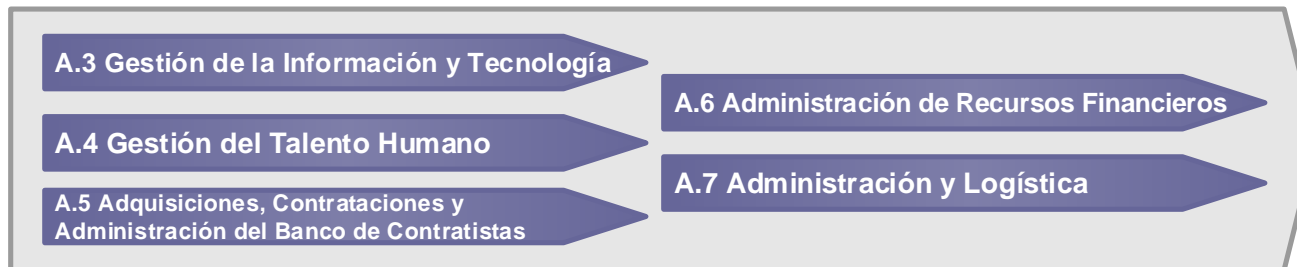 A.3 Gestión de la Información y Tecnología
A.4 Gestión del Talento Humano
A.5 Adquisiciones, Contrataciones y
Administración del Banco de Contratistas
A.6 Administración de Recursos Financieros
A.7 Administración y Logística